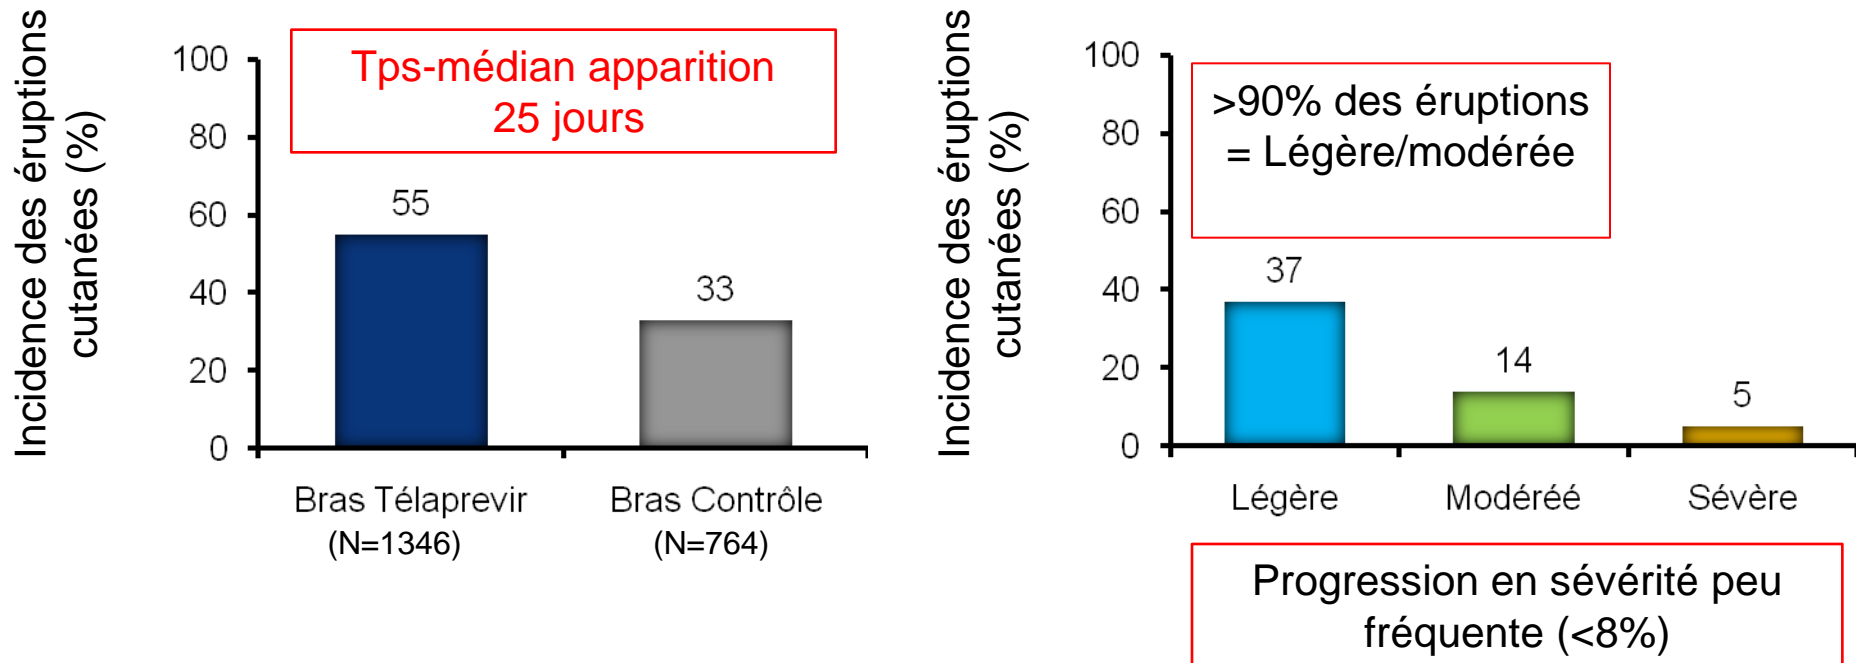 Incidence des éruptions
cutanées (%)
100
80
60
40
20
0
Tps-médian apparition
25 jours
55
33
Bras Télaprevir
(N=1346)
Bras Contrôle
(N=764)
Incidence des éruptions
cutanées (%)
100
80
60
40
20
0
>90% des éruptions
= Légère/modérée
37
14
5
Légère
Modéréé
Sévère
Progression en sévérité peu
fréquente (<8%)